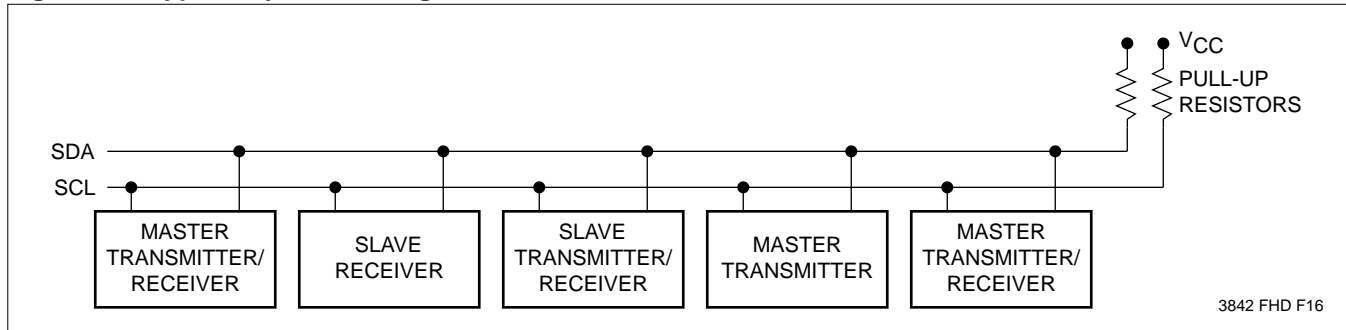 VCC
PULL-UP
RESISTORS
SDA
SCL
MASTER
TRANSMITTER/
RECEIVER
SLAVE
RECEIVER
SLAVE
TRANSMITTER/
RECEIVER
MASTER
TRANSMITTER
MASTER
TRANSMITTER/
RECEIVER
3842 FHD F16